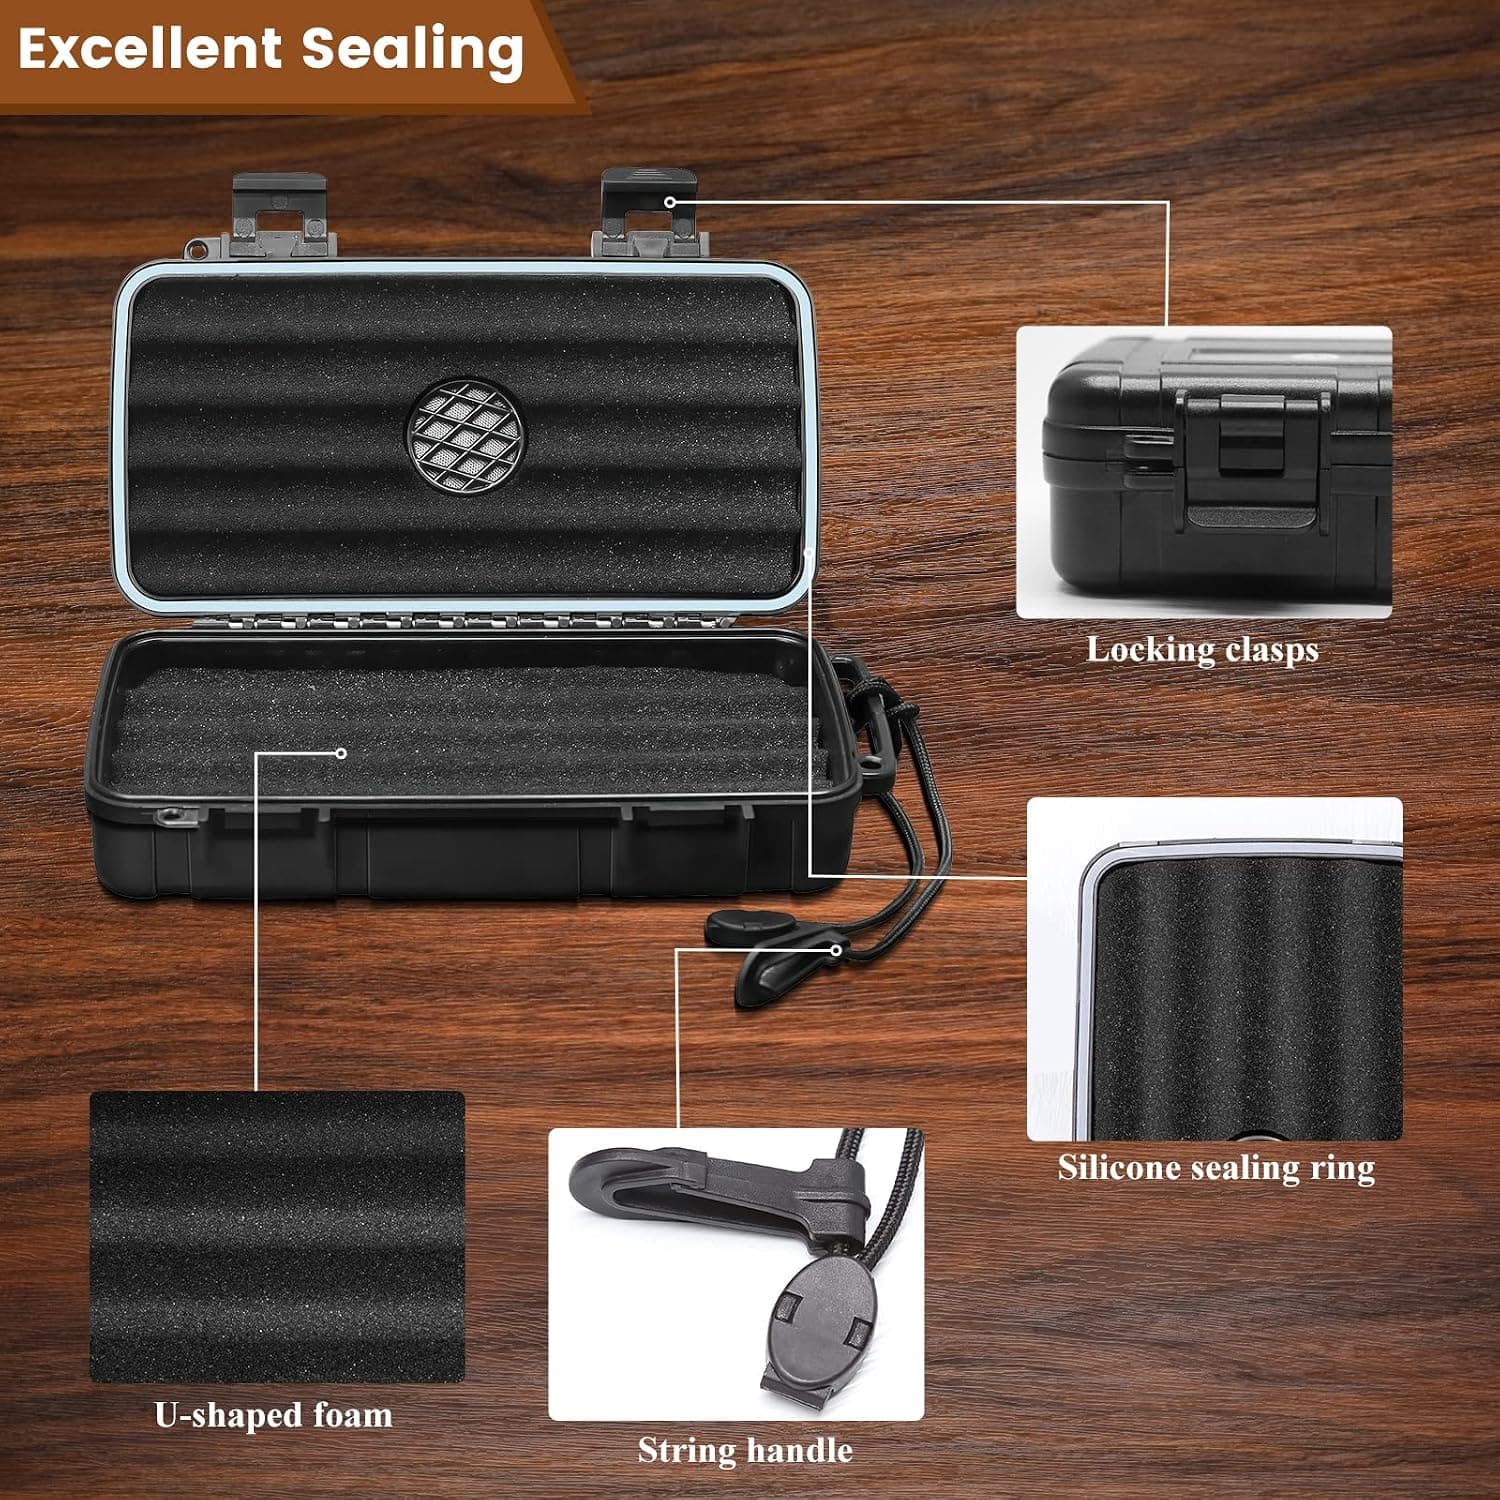 Excellent Sealing
Locking clasps
Silicone sealing ring
U-shaped foam
String handle